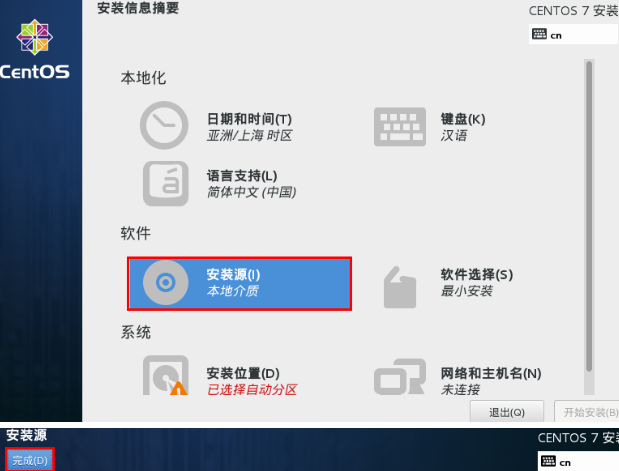 安装信息摘要
CENTOS 7 安装
cn
CentOS
本地化
日期和时间(T)
亚洲/上海 时区
键盘(K)
汉语
语言支持(L)
简体中文 (中国)
软件
安装源(I)
本地介质
软件选择(S)
最小安装
系统
安装位置(D)
已选择自动分区
网络和主机名(N)
未连接
退出(Q)
开始安装(B)
安装源
CENTOS 7 安装
完成(D)
cn